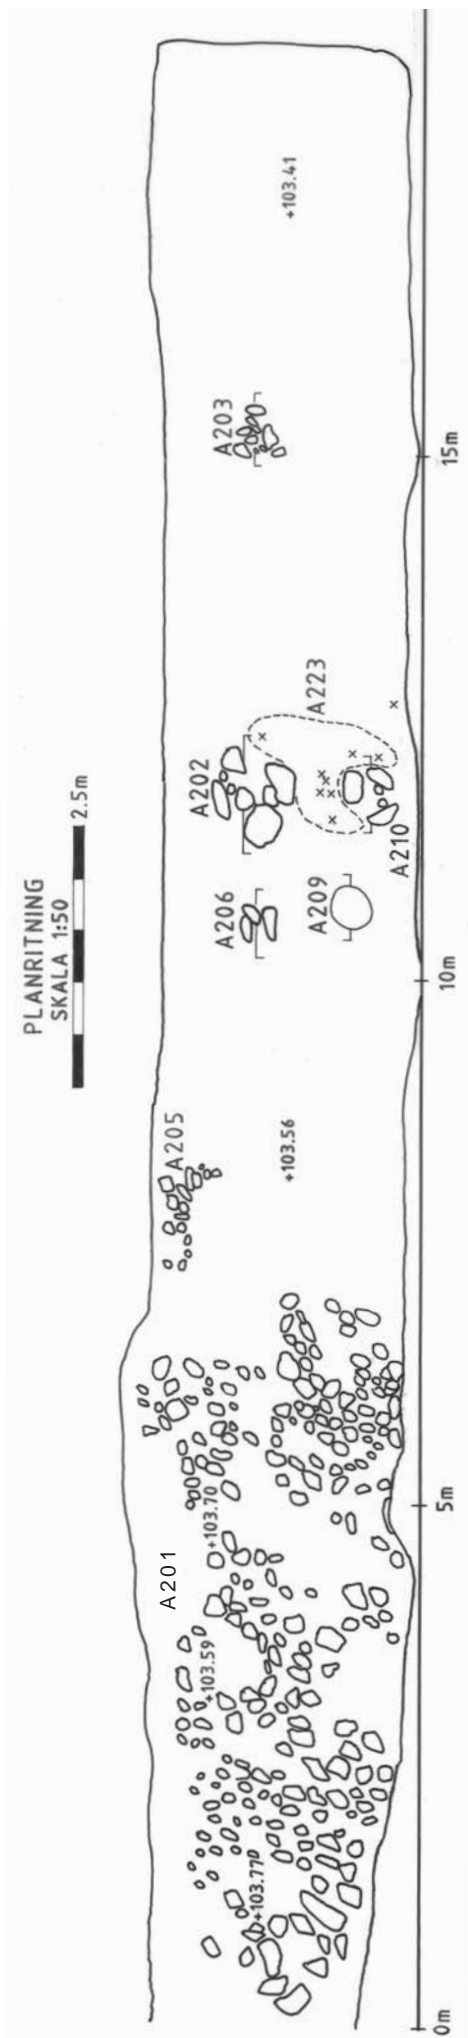 PLANRITNING
SKALA 1:50
2.5m
A201
+103.77
+103.59
+103.70
A205
+103.56
A206
A209
A202
A210
A223
A203
+103.41
0m
5m
10m
15m